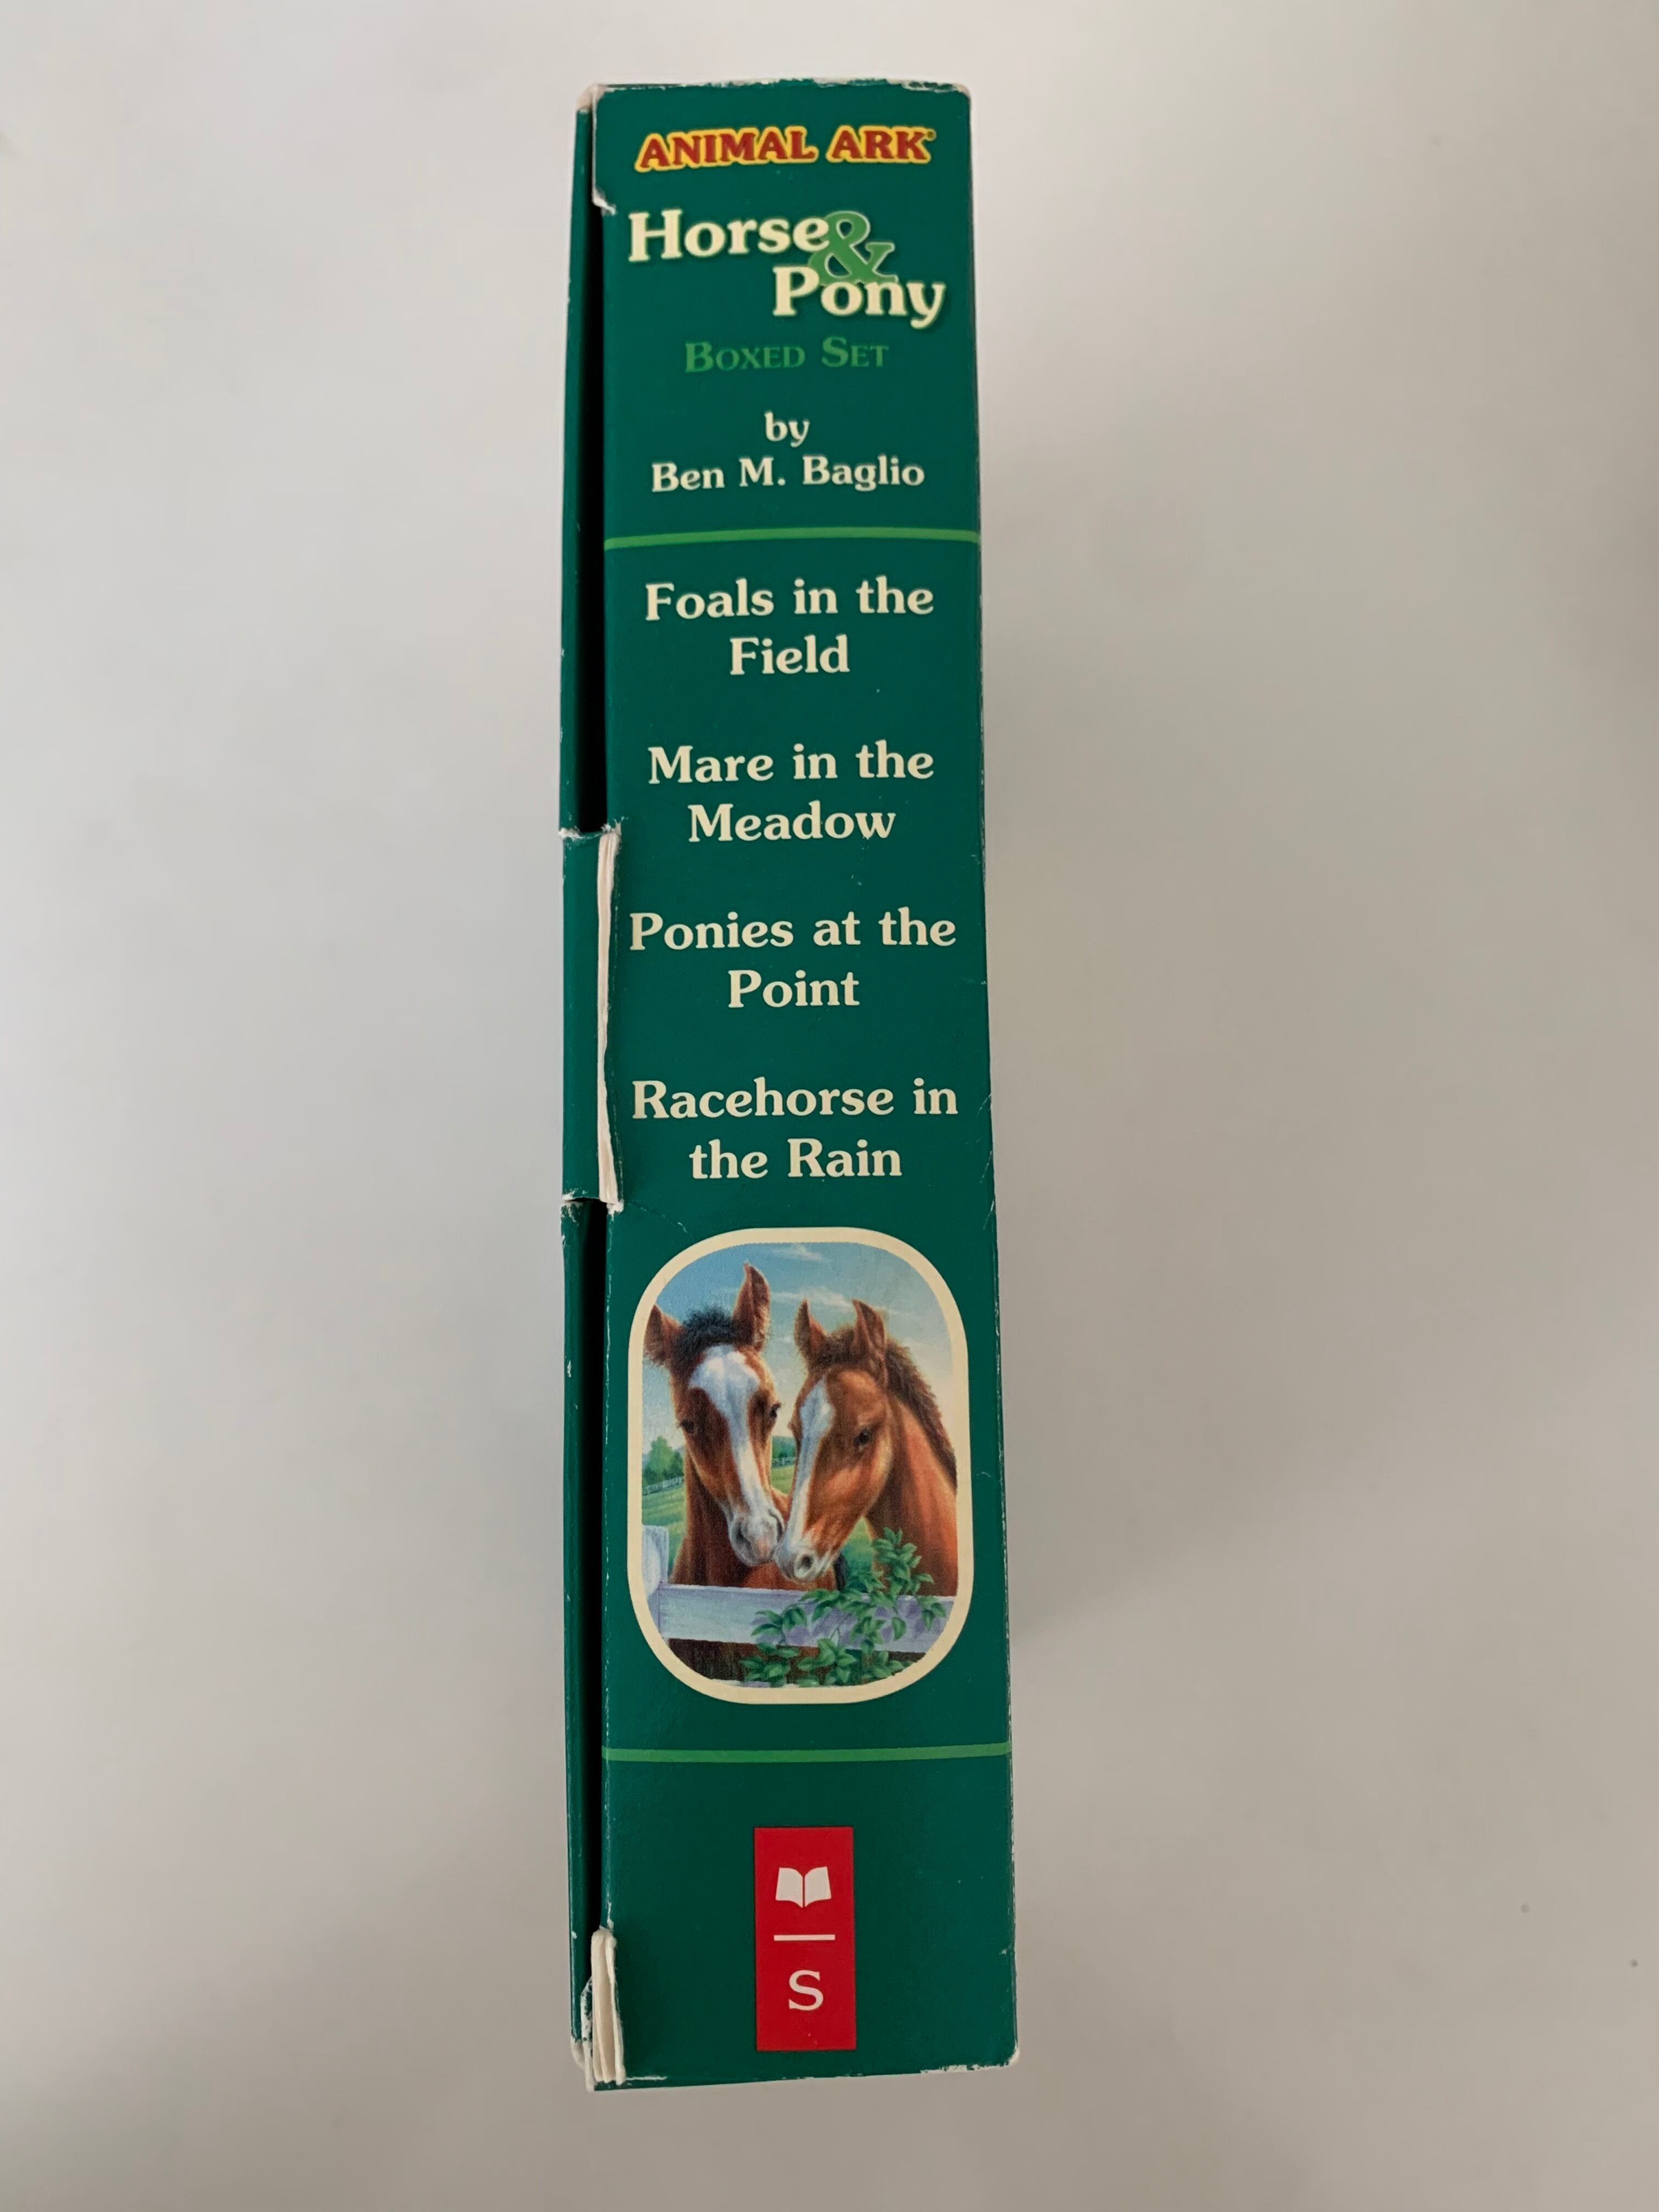 ANIMAL ARK®
Horse &
Pony
BOXED SET
by
Ben M. Baglio
Foals in the
Field
Mare in the
Meadow
Ponies at the
Point
Racehorse in
the Rain
S